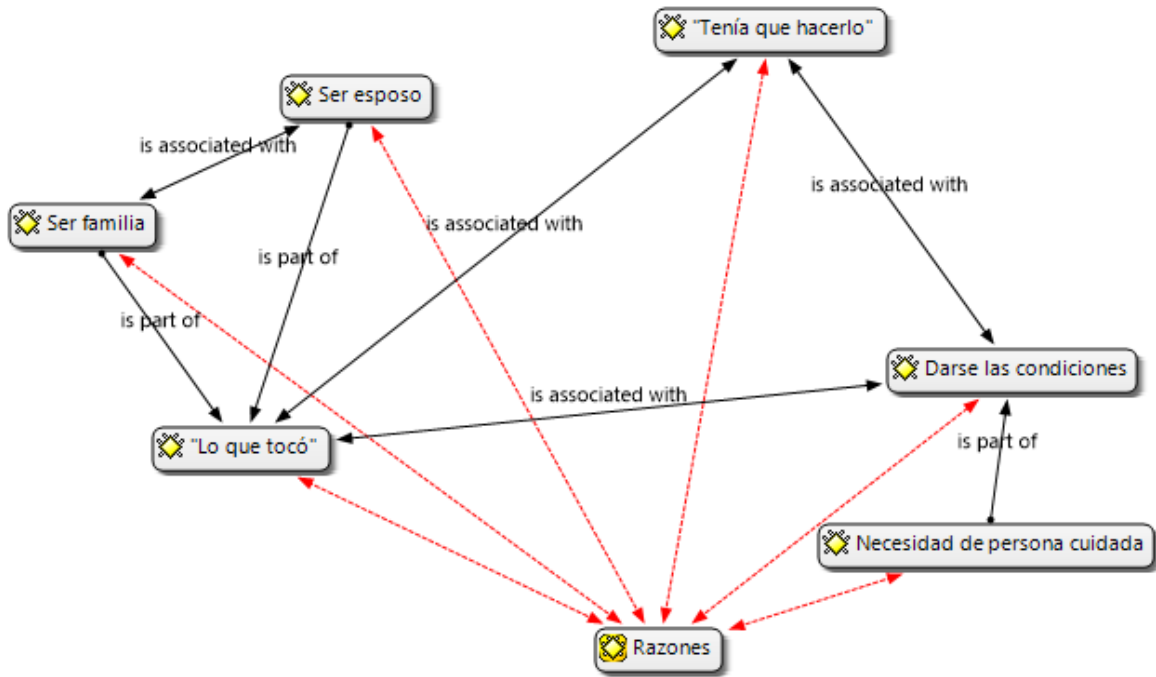 "Tenía que hacerlo"
Ser esposo
is associated with
is associated with
Ser familia
is associated with
is part of
is part of
Darse las condiciones
is associated with
"Lo que tocó"
is part of
Necesidad de persona cuidada
Razones